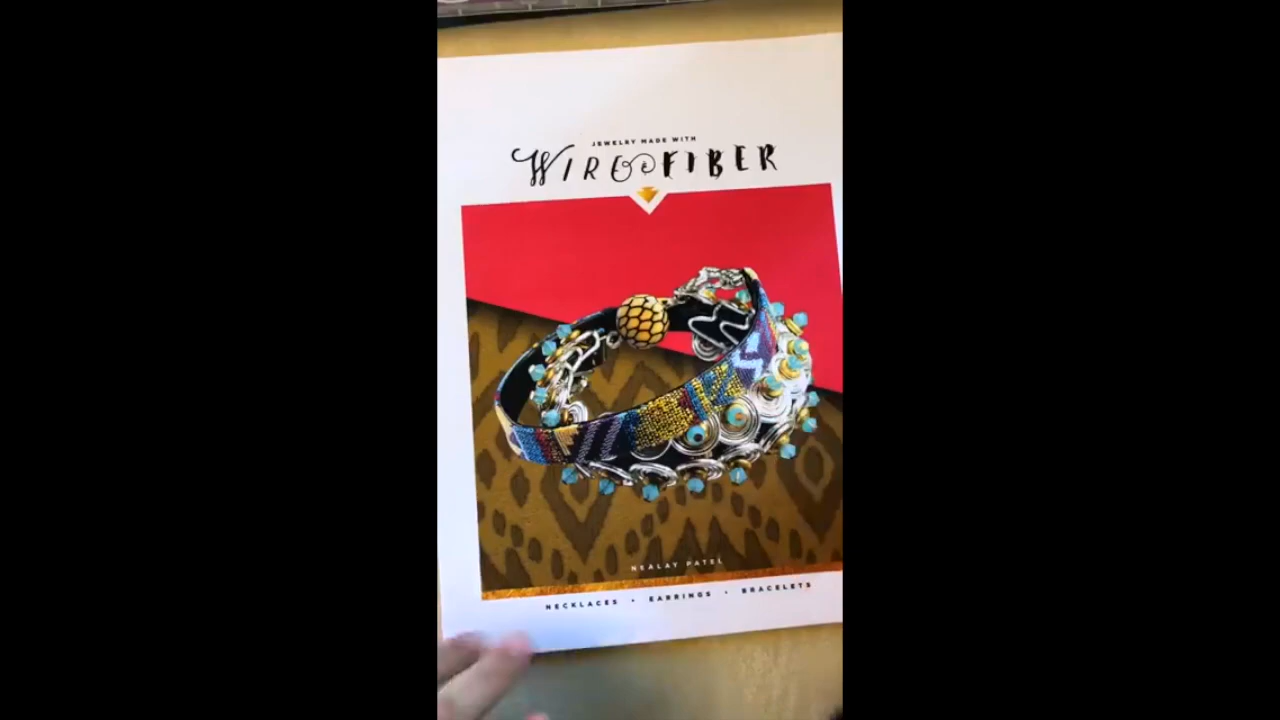 JEWELRY MADE WITH
WIRE & FIBER
NEALAY PATEL
NECKLACES • EARRINGS • BRACELETS